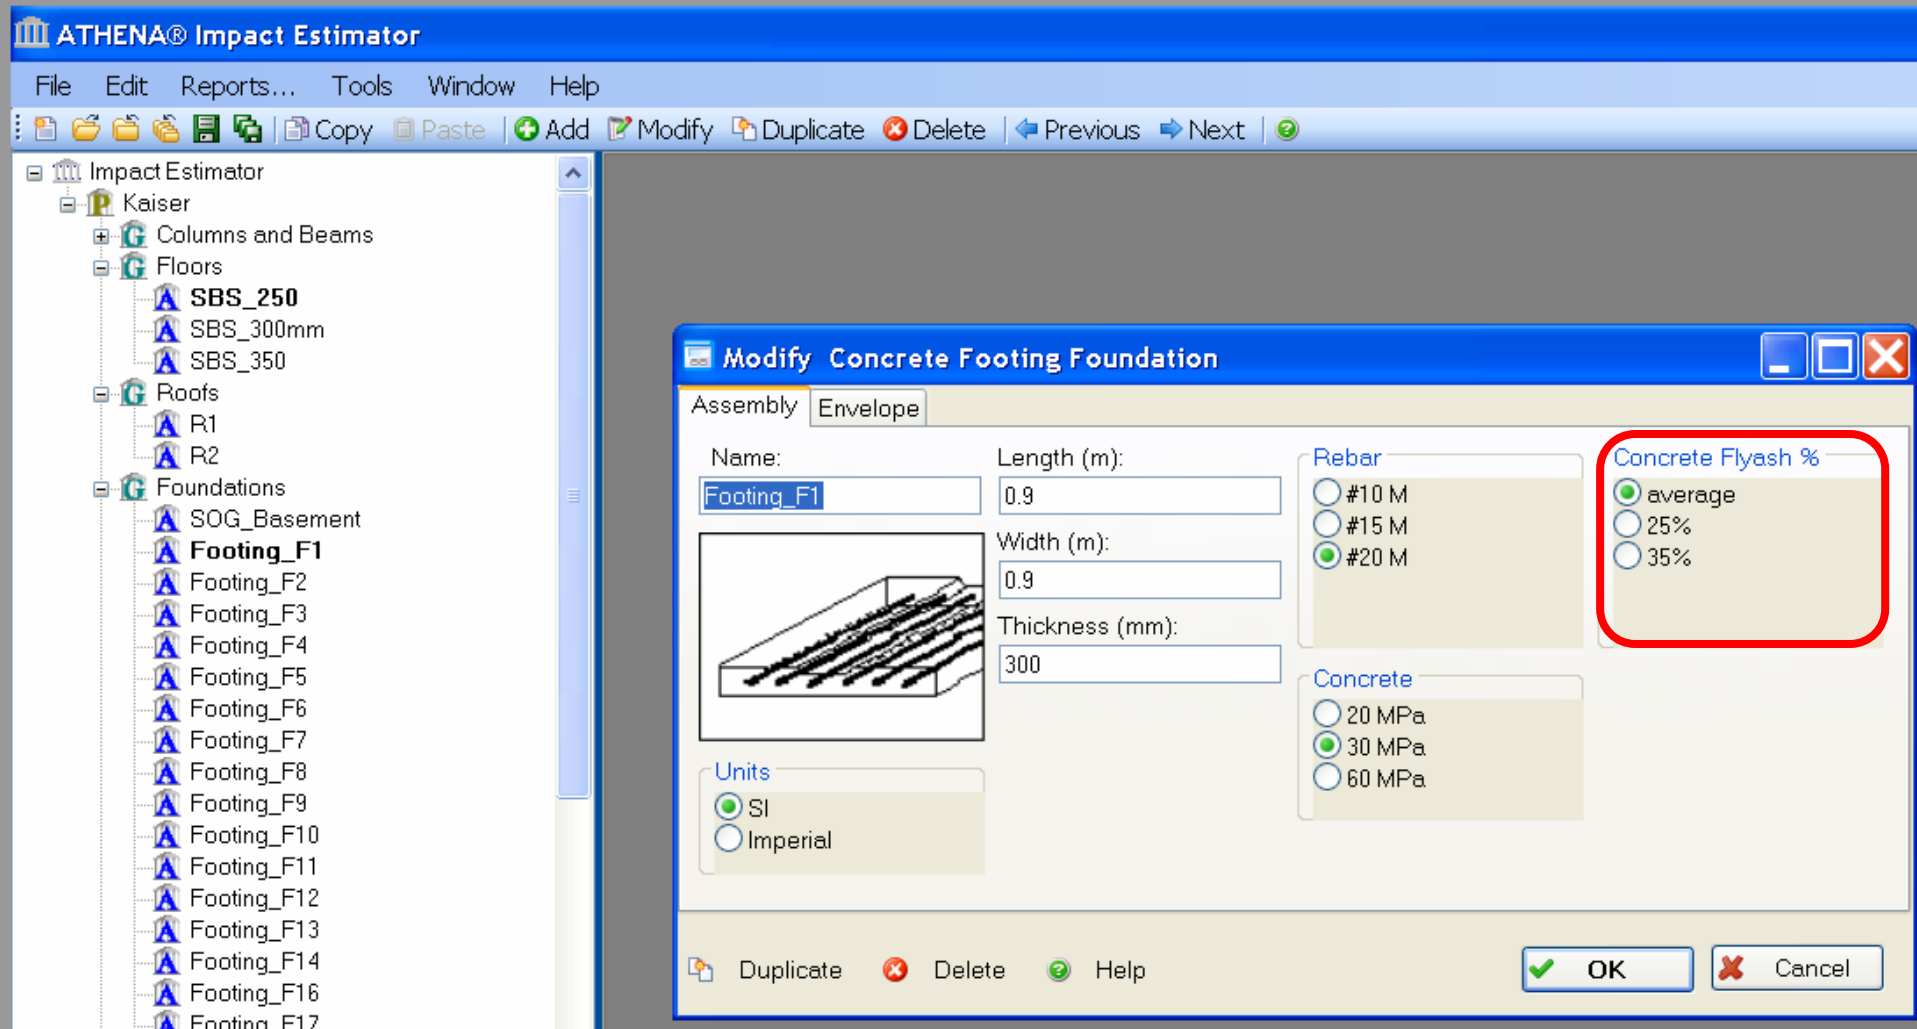 ATHENA® Impact Estimator
File Edit Reports... Tools Window Help
Copy Paste Add Modify Duplicate Delete Previous Next
Impact Estimator
Kaiser
Columns and Beams
Floors
SBS_250
SBS_300mm
SBS_350
Roofs
R1
R2
Foundations
SOG_Basement
Footing_F1
Footing_F2
Footing_F3
Footing_F4
Footing_F5
Footing_F6
Footing_F7
Footing_F8
Footing_F9
Footing_F10
Footing_F11
Footing_F12
Footing_F13
Footing_F14
Footing_F16
Footing_F17
Modify Concrete Footing Foundation
Assembly Envelope
Name:
Footing_F1
Length (m):
0.9
Width (m):
0.9
Thickness (mm):
300
Units
SI
Imperial
Rebar
#10 M
#15 M
#20 M
Concrete
20 MPa
30 MPa
60 MPa
Concrete Flyash %
average
25%
35%
Duplicate Delete Help OK Cancel